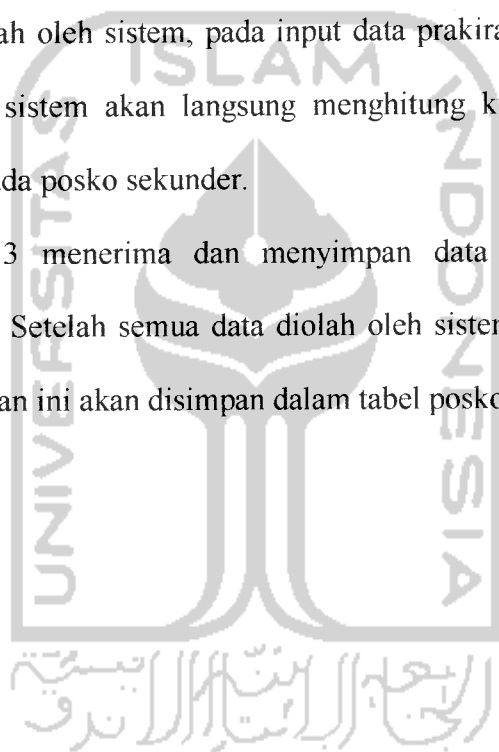 ah oleh sistem, pada input data prakira
sistem akan langsung menghitung k
da posko sekunder.
3 menerima dan menyimpan data
Setelah semua data diolah oleh sister
an ini akan disimpan dalam tabel posko
ISLAM
UNIVERSITAS
INDONESIA